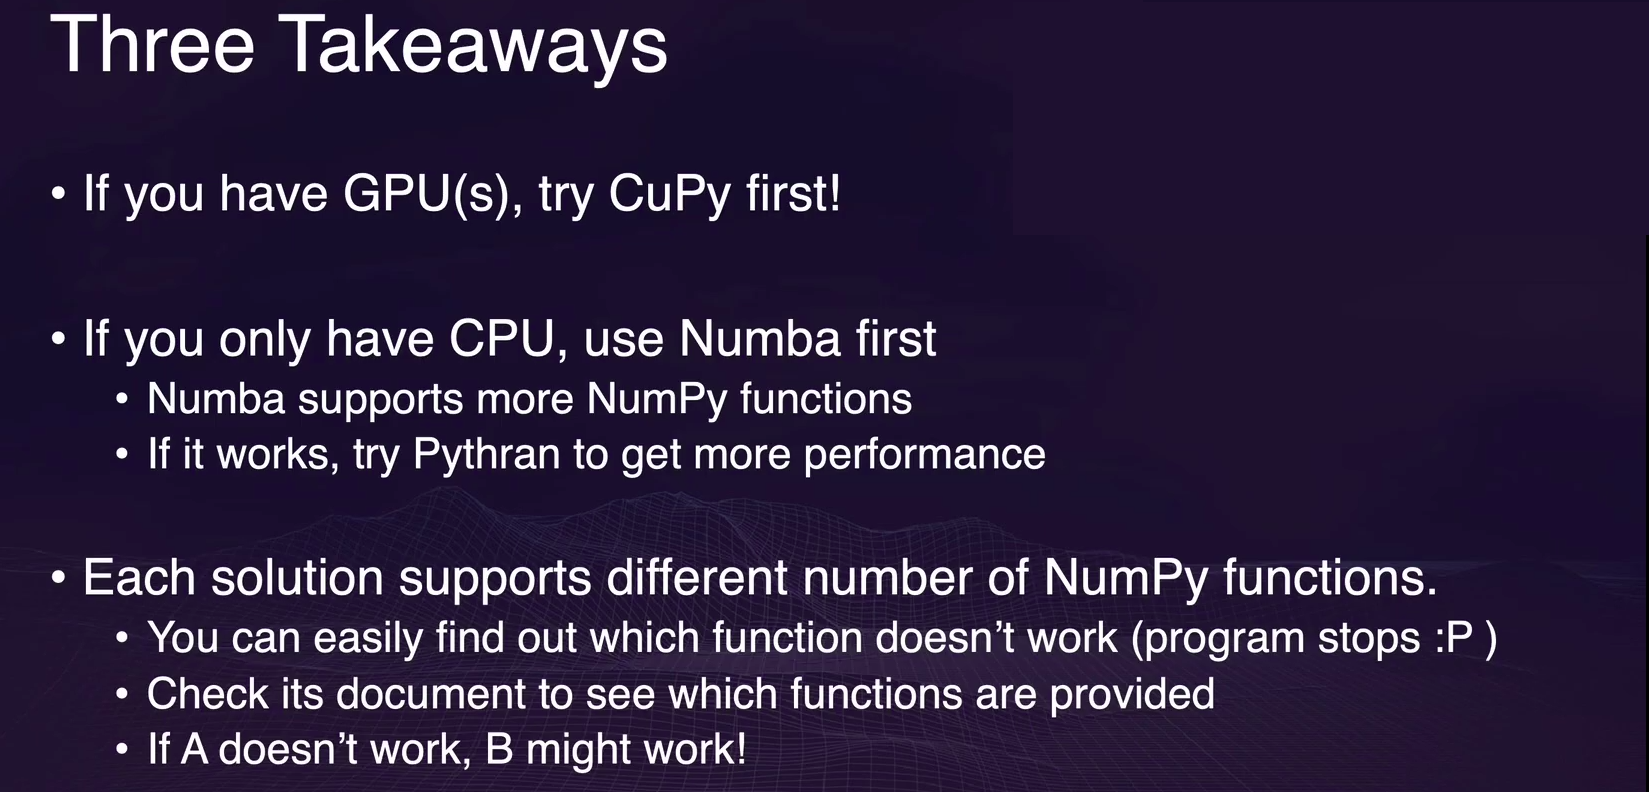 Three Takeaways
• If you have GPU(s), try CuPy first!
• If you only have CPU, use Numba first
• Numba supports more NumPy functions
• If it works, try Pythran to get more performance
• Each solution supports different number of NumPy functions.
• You can easily find out which function doesn’t work (program stops :P )
• Check its document to see which functions are provided
• If A doesn’t work, B might work!